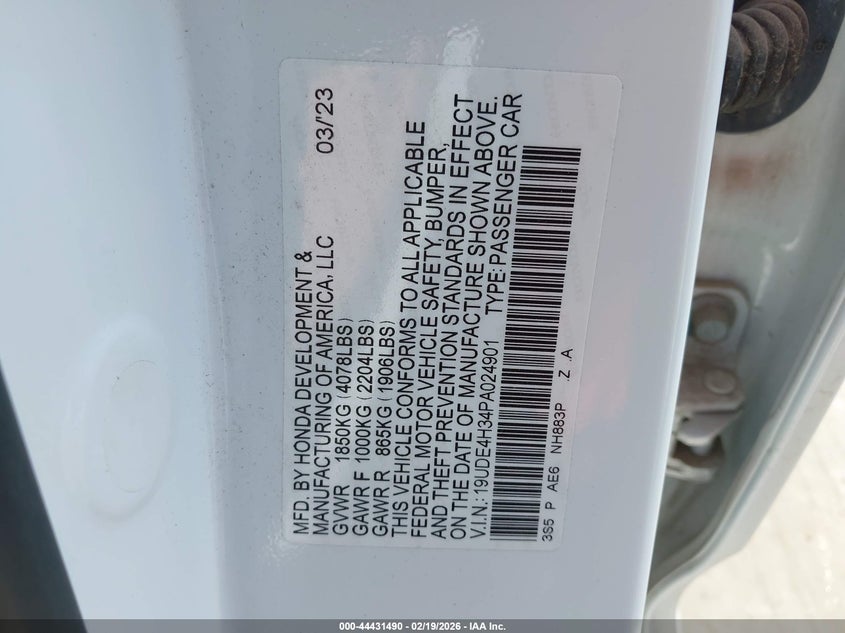 MFD. BY HONDA DEVELOPMENT &
MANUFACTURING OF AMERICA, LLC 03/'23
GVWR 1850KG (4078LBS)
GAWR F 1000KG (2204LBS)
GAWR R 865KG (1906LBS)
THIS VEHICLE CONFORMS TO ALL APPLICABLE
FEDERAL MOTOR VEHICLE SAFETY, BUMPER,
AND THEFT PREVENTION STANDARDS IN EFFECT
ON THE DATE OF MANUFACTURE SHOWN ABOVE.
V.I.N.: 19UDE4H34PA024901 TYPE: PASSENGER CAR
3S5 P AE6 NH883P .Z .A
000-44431490 - 02/19/2026 - IAA Inc.